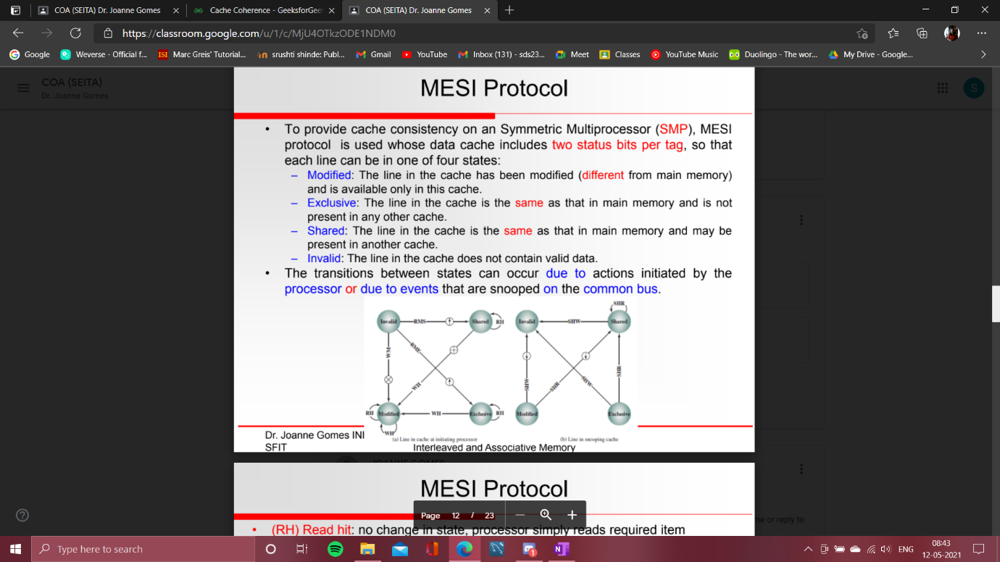 COA (SEITA) Dr. Joanne Gomes
Cache Coherence - GeeksforGee
COA (SEITA) Dr. Joanne Gomes
https://classroom.google.com/u/1/c/MjU4OTkzODE1NDM0
Google
Weverse - Official f...
ISI Marc Greis' Tutorial...
srushti shinde: Publ...
Gmail
YouTube
Inbox (131) - sds23...
Meet
Classes
YouTube Music
Duolingo - The wor...
My Drive - Google...
COA (SEITA)
Dr. Joanne Gomes
S
MESI Protocol
• To provide cache consistency on an Symmetric Multiprocessor (SMP), MESI
protocol is used whose data cache includes two status bits per tag, so that
each line can be in one of four states:
– Modified: The line in the cache has been modified (different from main memory)
and is available only in this cache.
– Exclusive: The line in the cache is the same as that in main memory and is not
present in any other cache.
– Shared: The line in the cache is the same as that in main memory and may be
present in another cache.
– Invalid: The line in the cache does not contain valid data.
• The transitions between states can occur due to actions initiated by the
processor or due to events that are snooped on the common bus.
SHR
Invalid RMS Shared RH Invalid SHW Shared
WM RME WH SHW SHR SHW SHR
RH Modified WH Exclusive RH Modified Exclusive
WH
(a) Line in cache at initiating processor (b) Line in snooping cache
Dr. Joanne Gomes INI
SFIT
Interleaved and Associative Memory
JOANNE GOMES
MESI Protocol
Page 12 / 23
me or reply to
• (RH) Read hit: no change in state, processor simply reads required item
Type here to search
1
ENG
08:43
12-05-2021